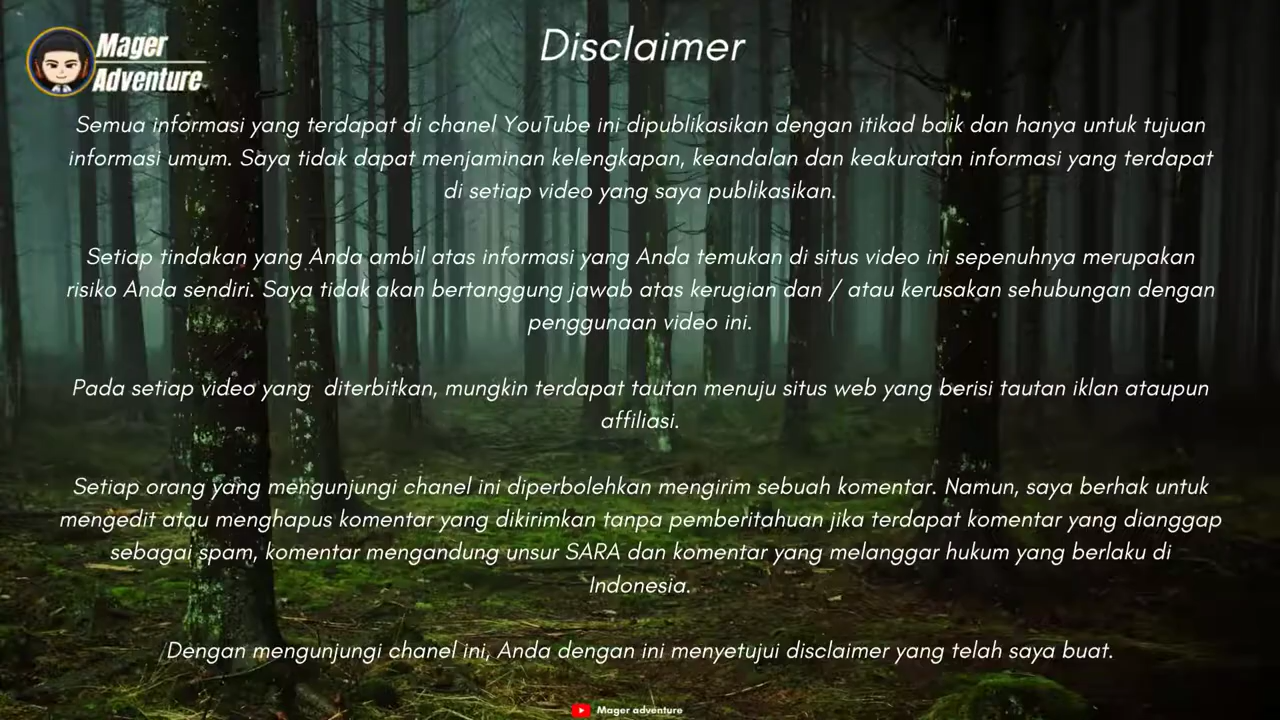 Mager
Adventure
Disclaimer
Semua informasi yang terdapat di chanel YouTube ini dipublikasikan dengan itikad baik dan hanya untuk tujuan
informasi umum. Saya tidak dapat menjaminan kelengkapan, keandalan dan keakuratan informasi yang terdapat
di setiap video yang saya publikasikan.
Setiap tindakan yang Anda ambil atas informasi yang Anda temukan di situs video ini sepenuhnya merupakan
risiko Anda sendiri. Saya tidak akan bertanggung jawab atas kerugian dan / atau kerusakan sehubungan dengan
penggunaan video ini.
Pada setiap video yang  diterbitkan, mungkin terdapat tautan menuju situs web yang berisi tautan iklan ataupun
affiliasi.
Setiap orang yang mengunjungi chanel ini diperbolehkan mengirim sebuah komentar. Namun, saya berhak untuk
mengedit atau menghapus komentar yang dikirimkan tanpa pemberitahuan jika terdapat komentar yang dianggap
sebagai spam, komentar mengandung unsur SARA dan komentar yang melanggar hukum yang berlaku di
Indonesia.
Dengan mengunjungi chanel ini, Anda dengan ini menyetujui disclaimer yang telah saya buat.
Mager adventure